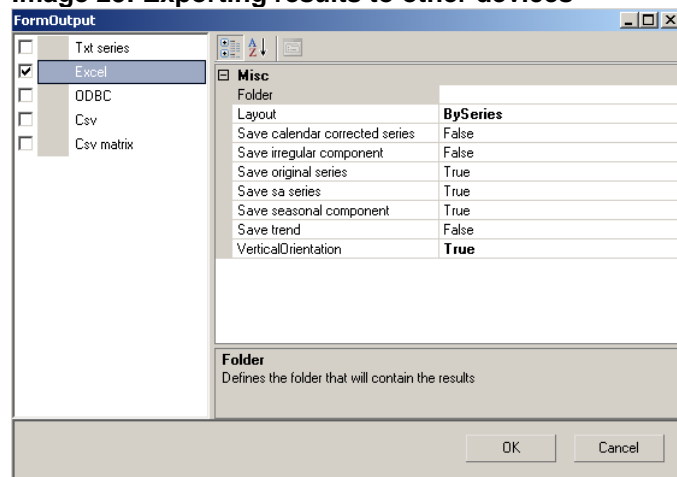 Image 20: Exporting results to other devices
FormOutput
Txt series
Excel
ODBC
Csv
Csv matrix
Misc
Folder
Layout BySeries
Save calendar corrected series False
Save irregular component False
Save original series True
Save sa series True
Save seasonal component True
Save trend False
VerticalOrientation True
Folder
Defines the folder that will contain the results
OK Cancel